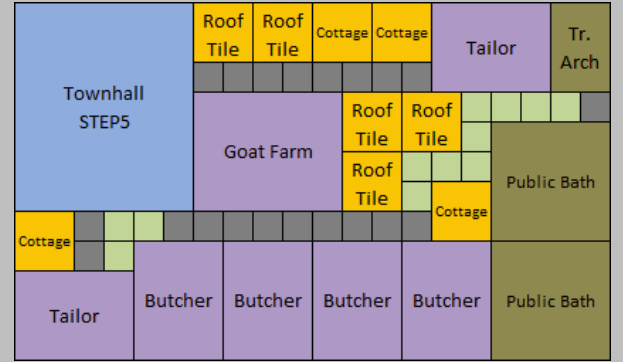 Roof
Tile
Roof
Tile
Cottage
Cottage
Tailor
Tr.
Arch
Townhall
STEP5
Goat Farm
Roof
Tile
Roof
Tile
Roof
Tile
Public Bath
Cottage
Cottage
Tailor
Butcher
Butcher
Butcher
Butcher
Public Bath